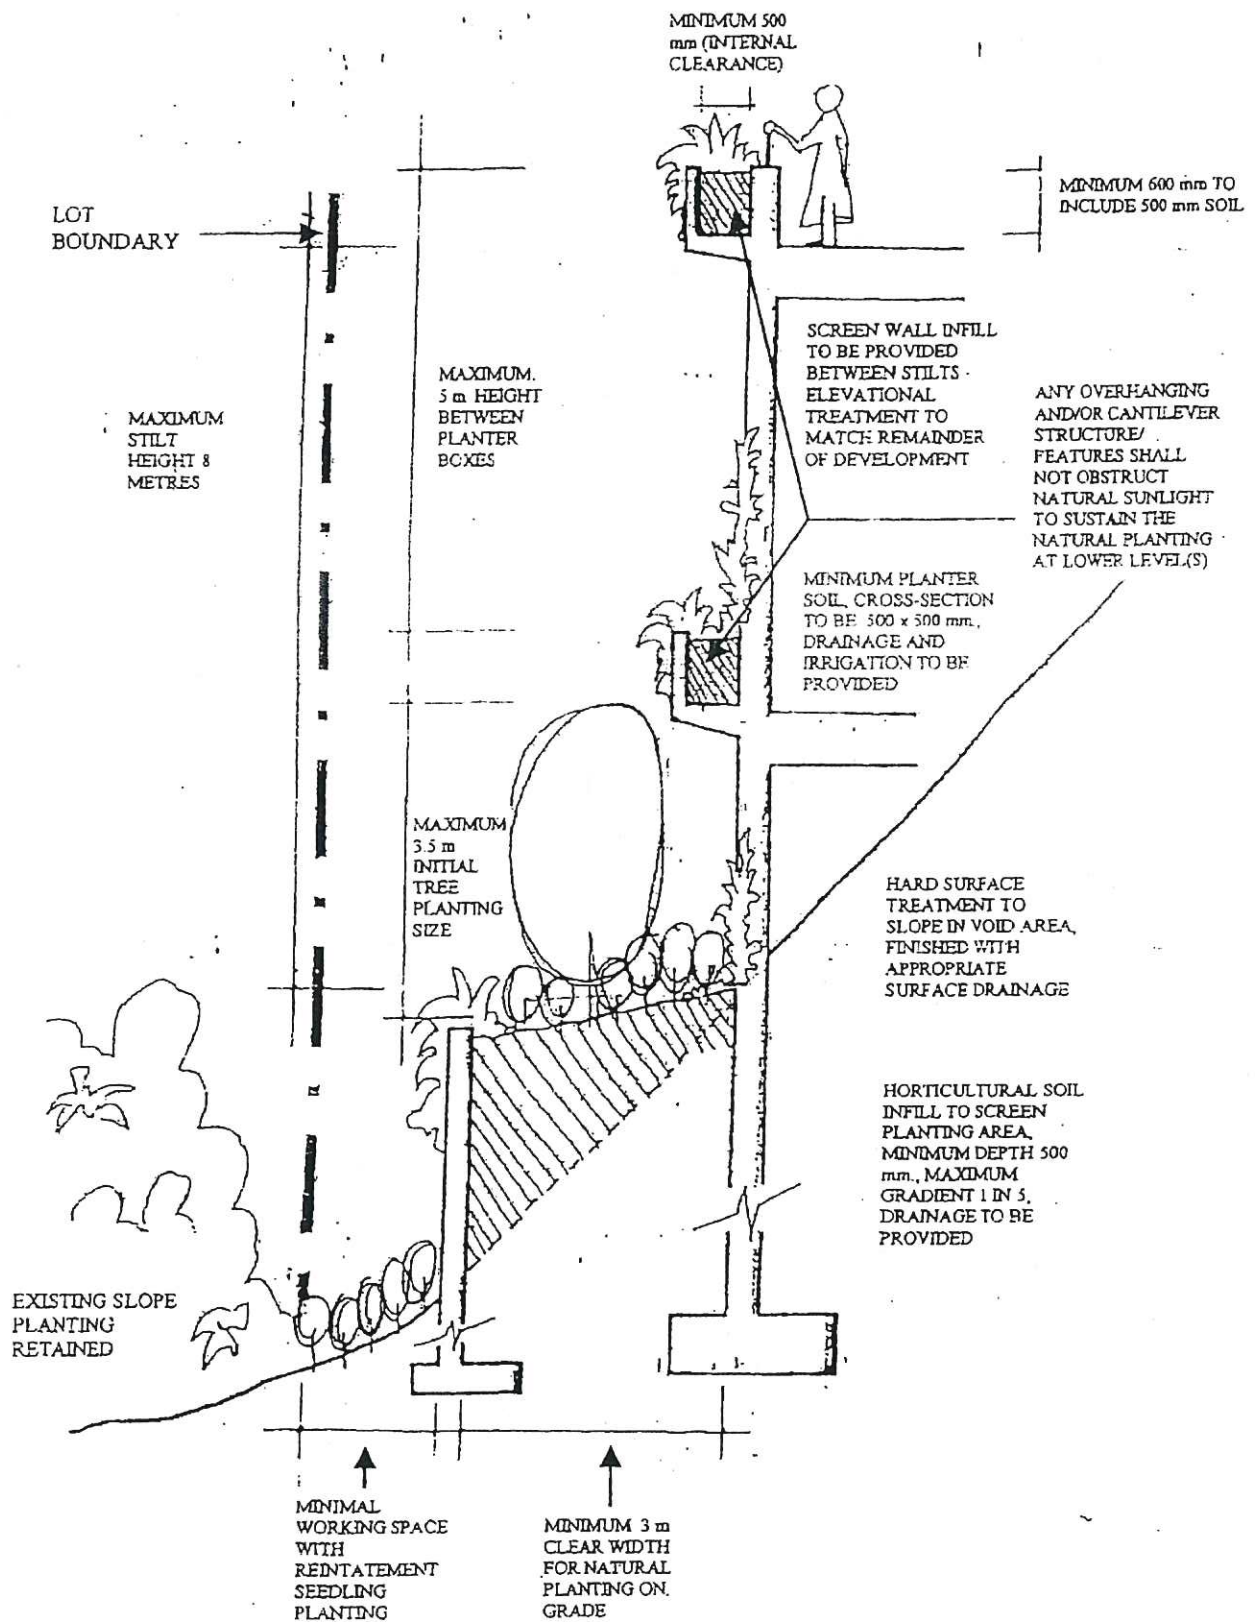 MINIMUM 500
mm (INTERNAL
CLEARANCE)
MINIMUM 600 mm TO
INCLUDE 500 mm SOIL
LOT
BOUNDARY
MAXIMUM
STILT
HEIGHT 8
METRES
MAXIMUM.
5 m HEIGHT
BETWEEN
PLANTER
BOXES
SCREEN WALL INFILL
TO BE PROVIDED
BETWEEN STILTS -
ELEVATIONAL
TREATMENT TO
MATCH REMAINDER
OF DEVELOPMENT
ANY OVERHANGING
AND/OR CANTILEVER
STRUCTURE/
FEATURES SHALL
NOT OBSTRUCT
NATURAL SUNLIGHT
TO SUSTAIN THE
NATURAL PLANTING
AT LOWER LEVEL(S)
MINIMUM PLANTER
SOIL, CROSS-SECTION
TO BE 500 x 500 mm.,
DRAINAGE AND
IRRIGATION TO BE
PROVIDED
MAXIMUM
3.5 m
INITIAL
TREE
PLANTING
SIZE
HARD SURFACE
TREATMENT TO
SLOPE IN VOID AREA,
FINISHED WITH
APPROPRIATE
SURFACE DRAINAGE
HORTICULTURAL SOIL
INFILL TO SCREEN
PLANTING AREA,
MINIMUM DEPTH 500
mm., MAXIMUM
GRADIENT 1 IN 5,
DRAINAGE TO BE
PROVIDED
EXISTING SLOPE
PLANTING
RETAINED
MINIMAL
WORKING SPACE
WITH
REINTATEMENT
SEEDLING
PLANTING
MINIMUM 3 m
CLEAR WIDTH
FOR NATURAL
PLANTING ON.
GRADE